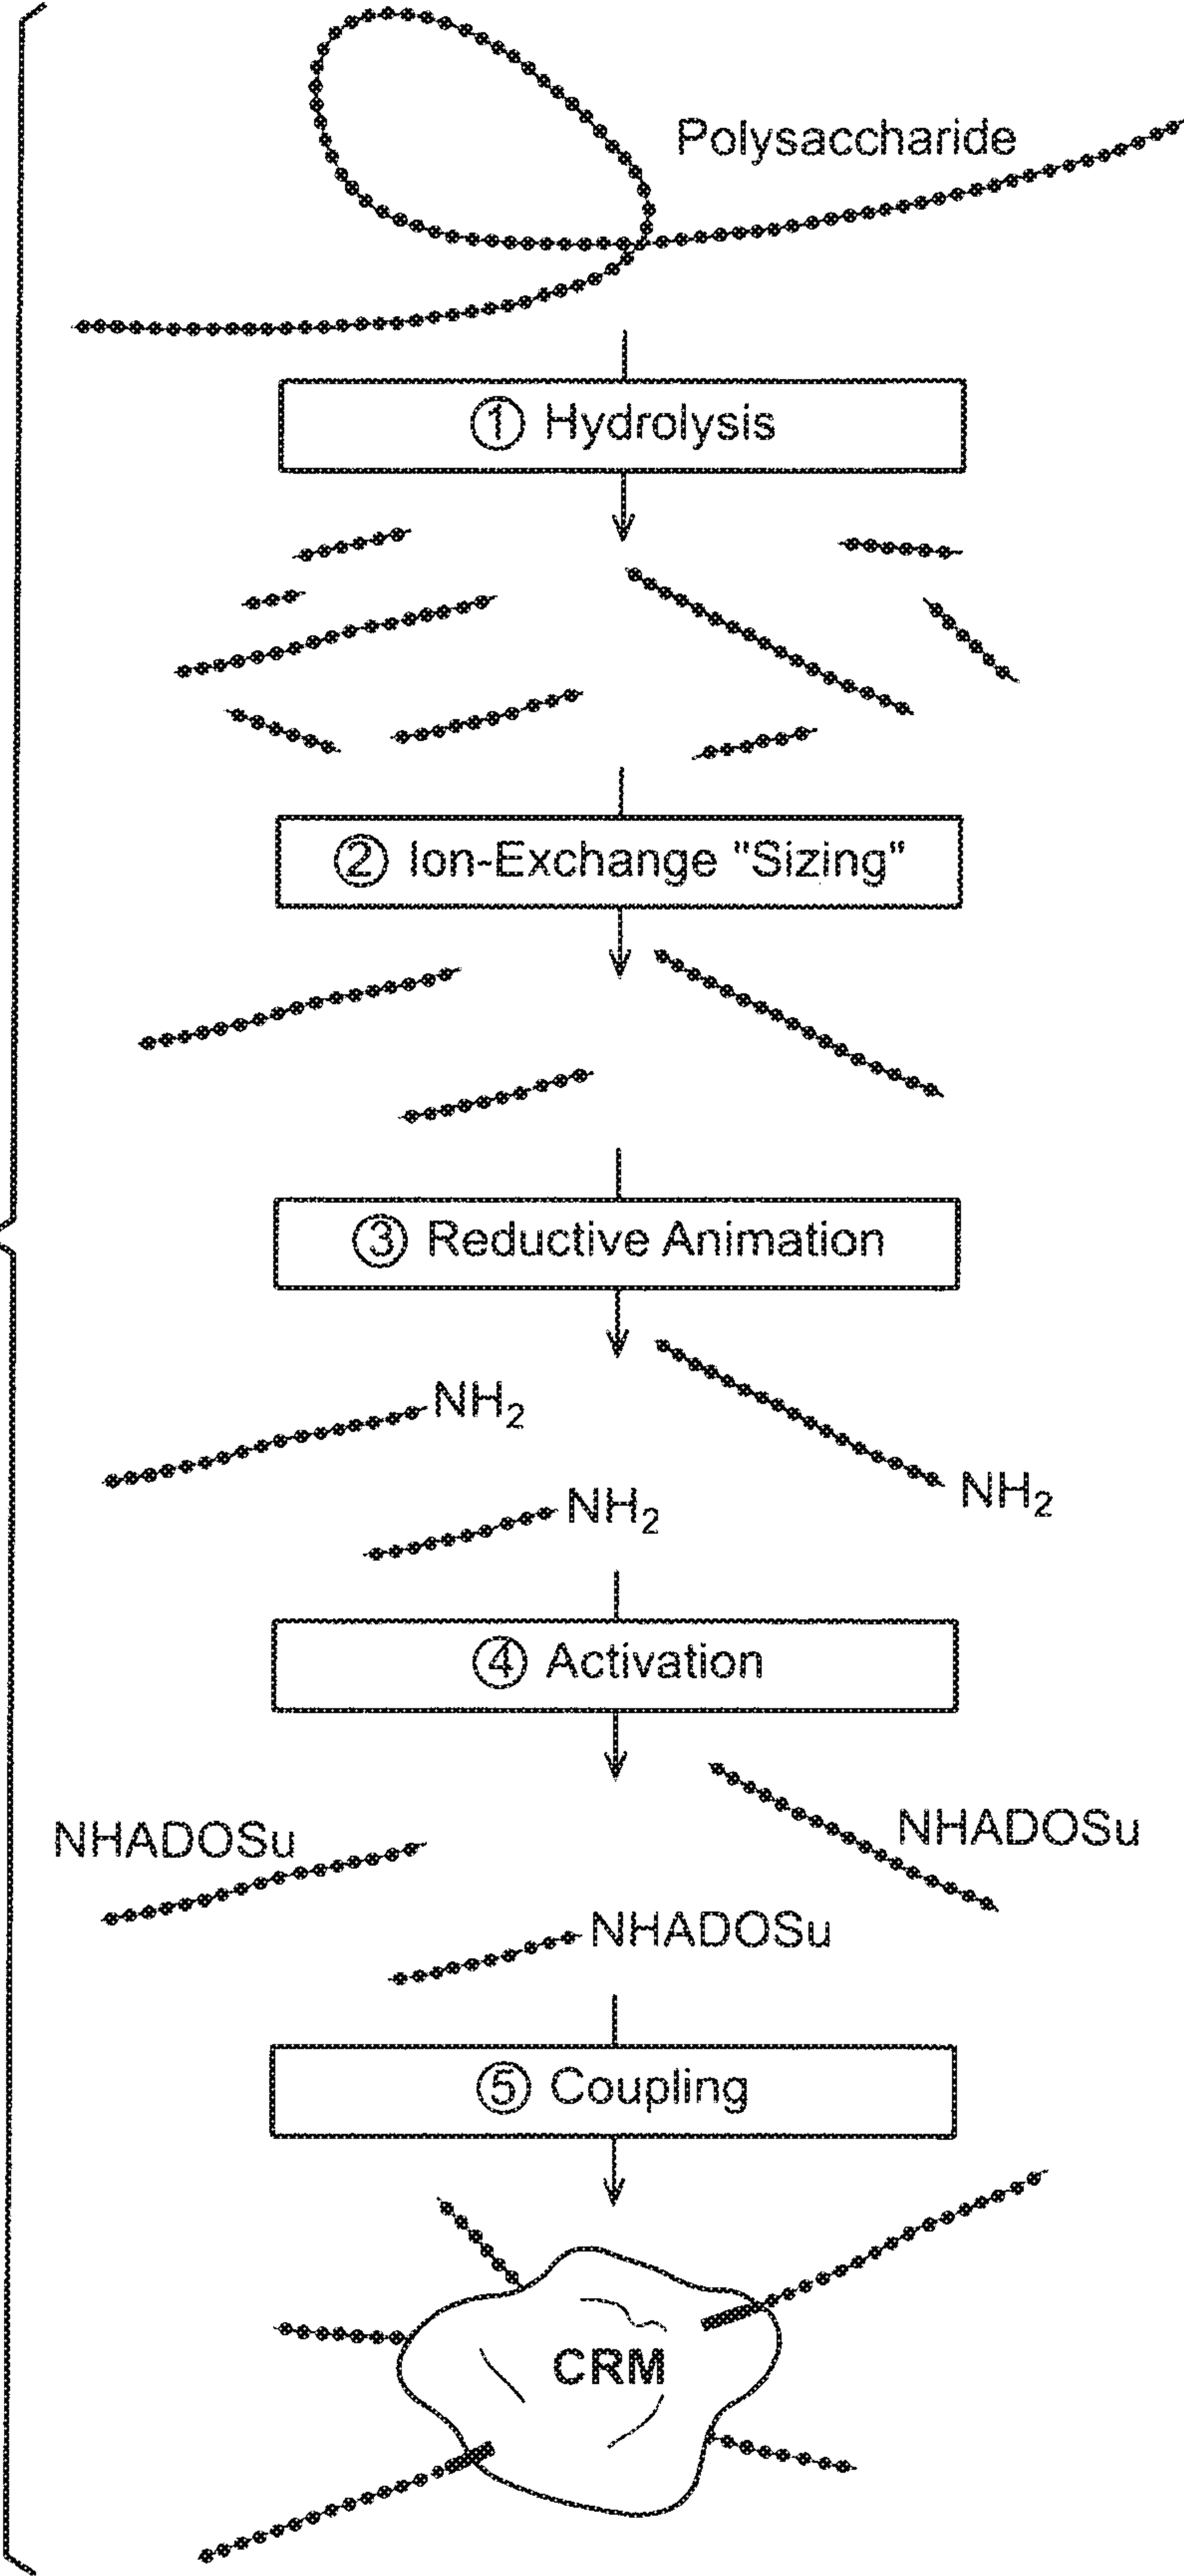 Polysaccharide
① Hydrolysis
② Ion-Exchange "Sizing"
③ Reductive Animation
NH₂
NH₂
NH₂
④ Activation
NHADOSu
NHADOSu
NHADOSu
⑤ Coupling
CRM